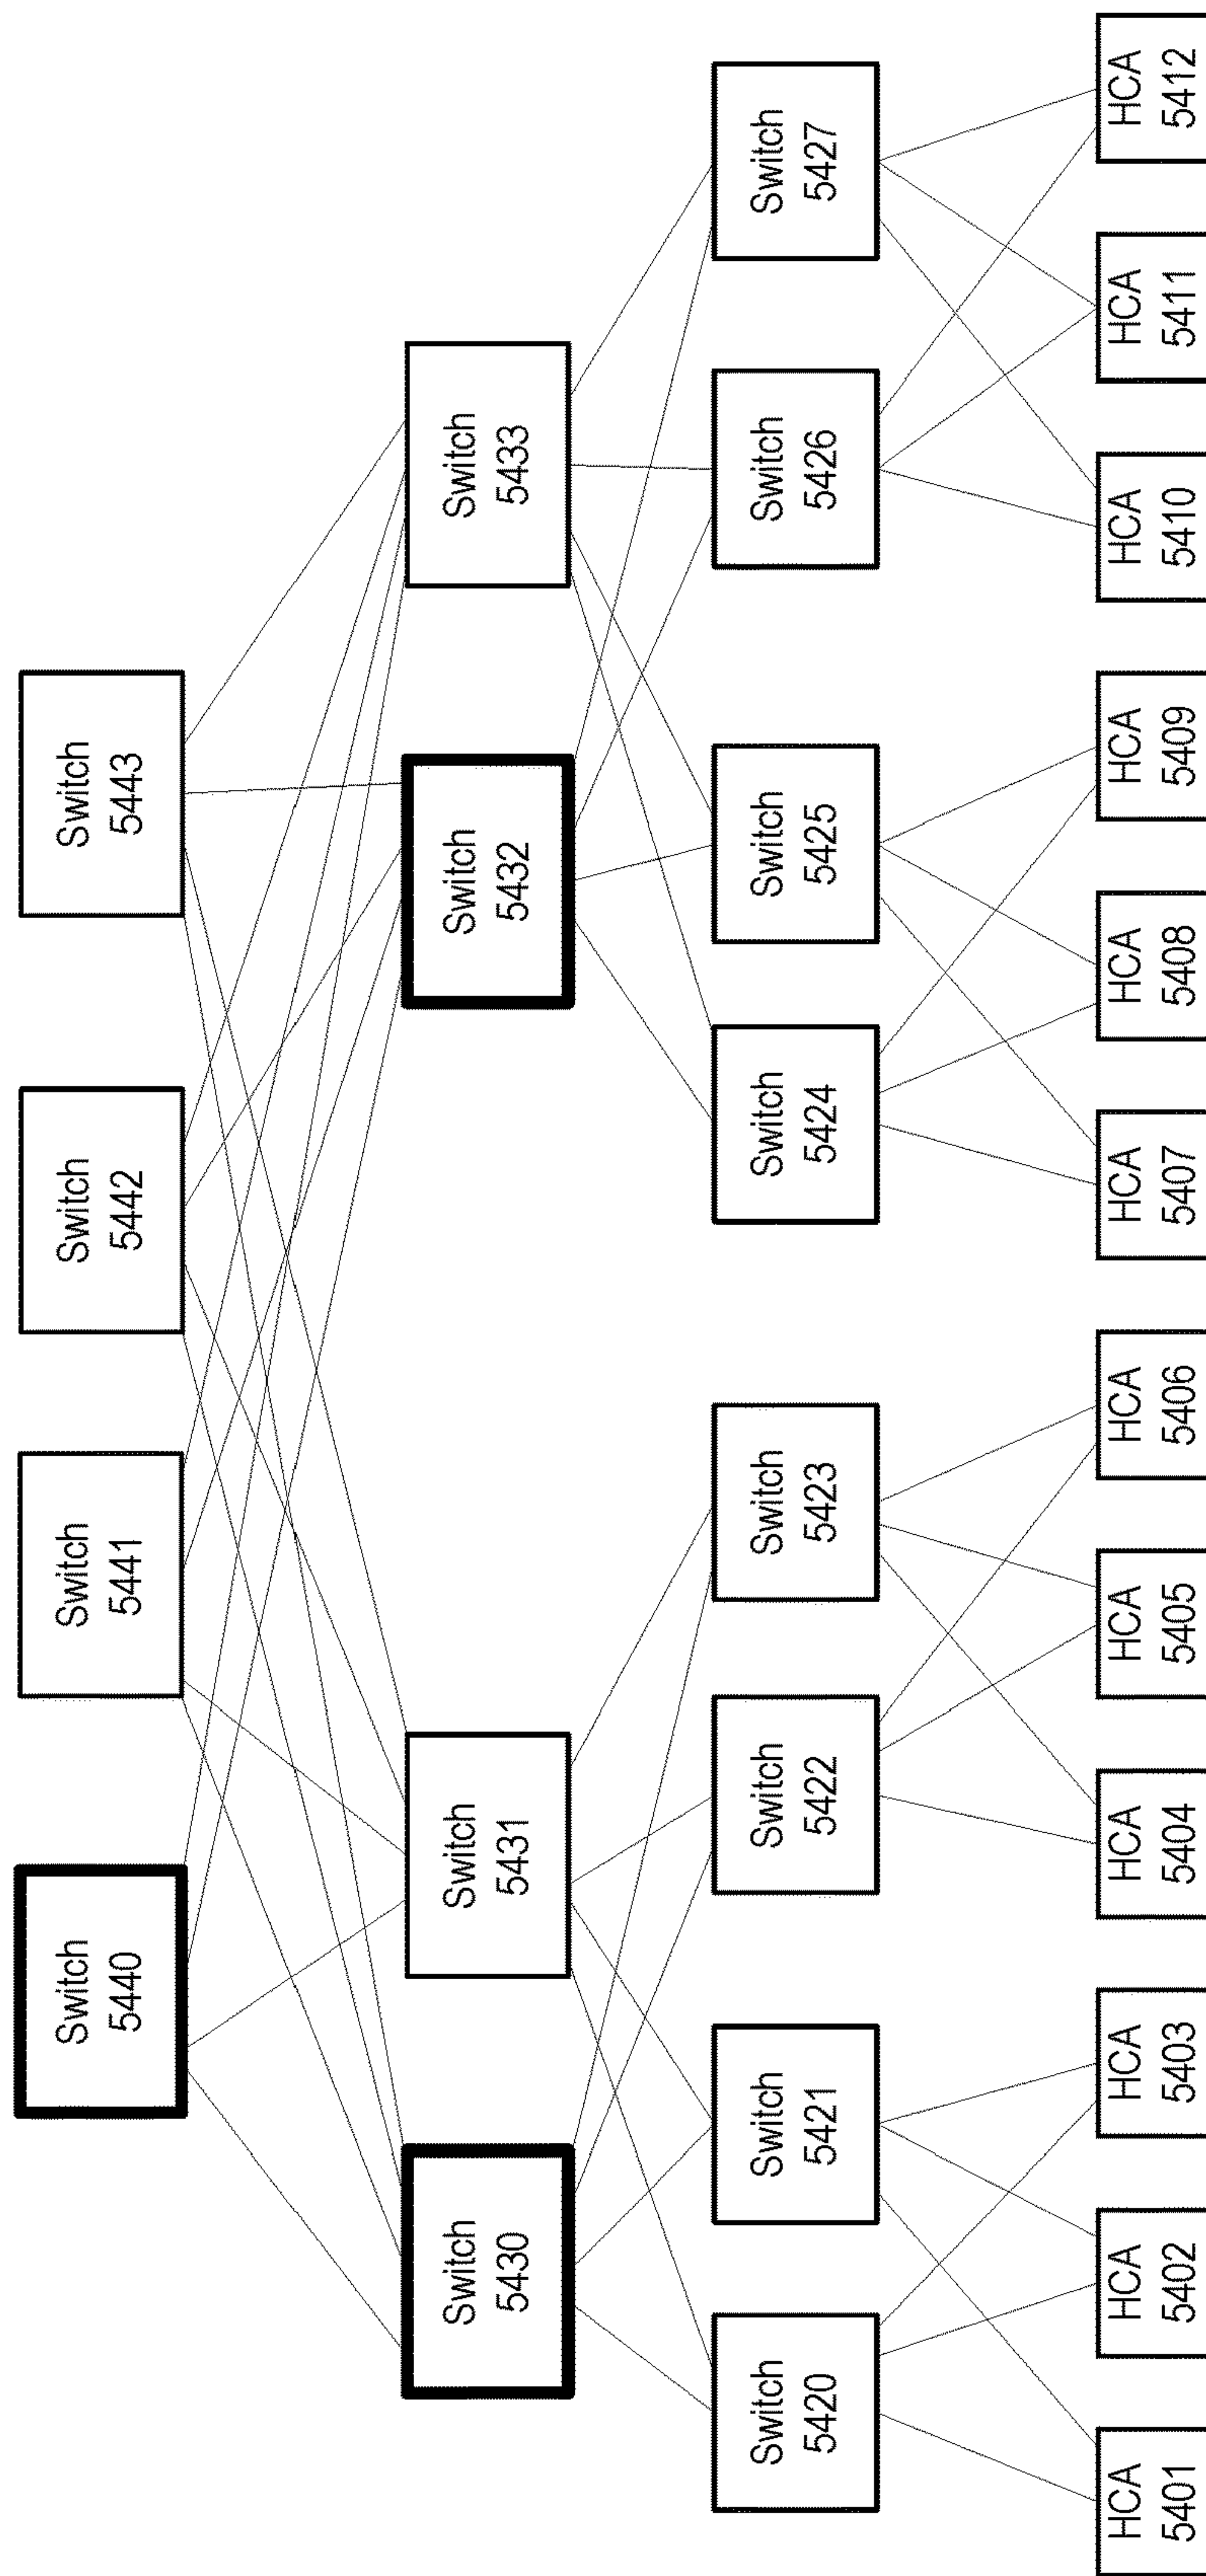 Switch
5440
Switch
5441
Switch
5442
Switch
5443
Switch
5430
Switch
5431
Switch
5432
Switch
5433
Switch
5420
Switch
5421
Switch
5422
Switch
5423
Switch
5424
Switch
5425
Switch
5426
Switch
5427
HCA
5401
HCA
5402
HCA
5403
HCA
5404
HCA
5405
HCA
5406
HCA
5407
HCA
5408
HCA
5409
HCA
5410
HCA
5411
HCA
5412